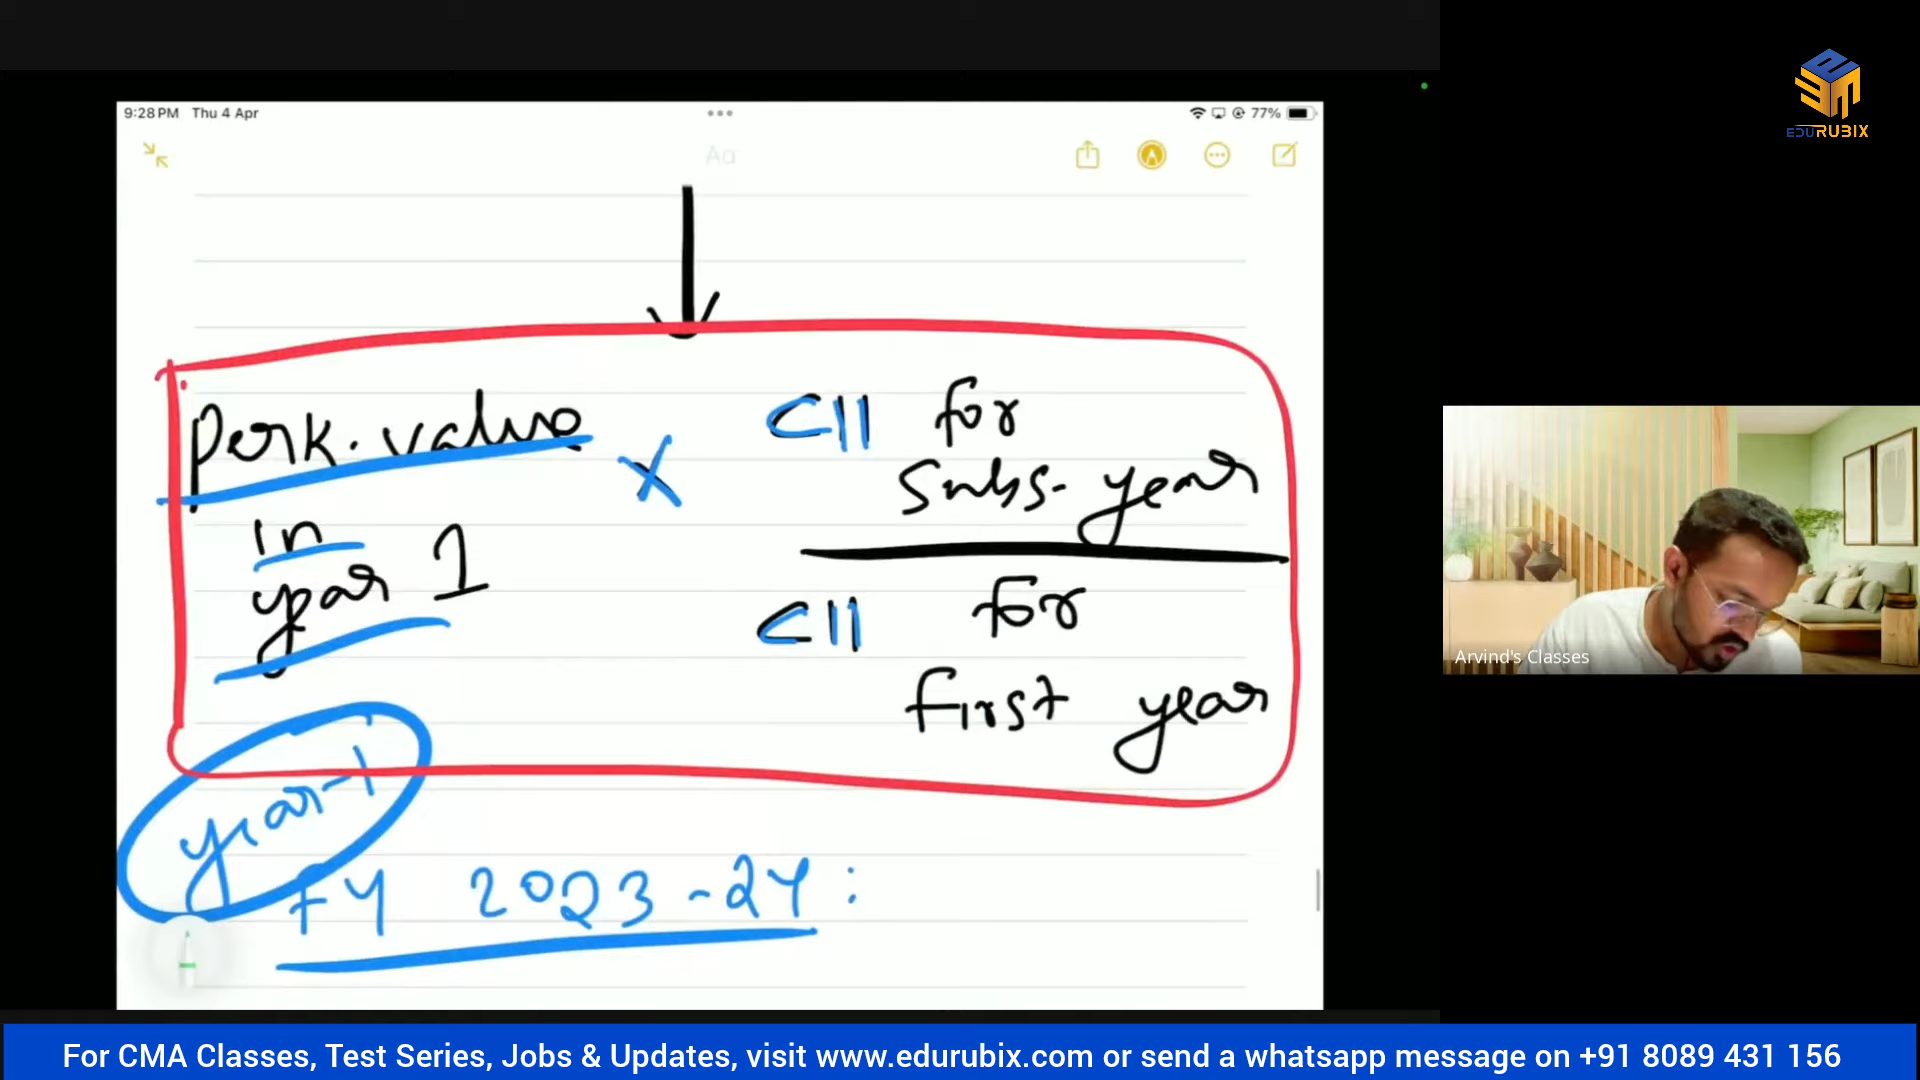 9:28 PM Thu 4 Apr
77%
Aa
EDURUBIX
Perk. value
in
year 1
X
CII for
Subs. year
CII for
first year
year-1
FY 2023-24:
Arvind's Classes
For CMA Classes, Test Series, Jobs & Updates, visit www.edurubix.com or send a whatsapp message on +91 8089 431 156